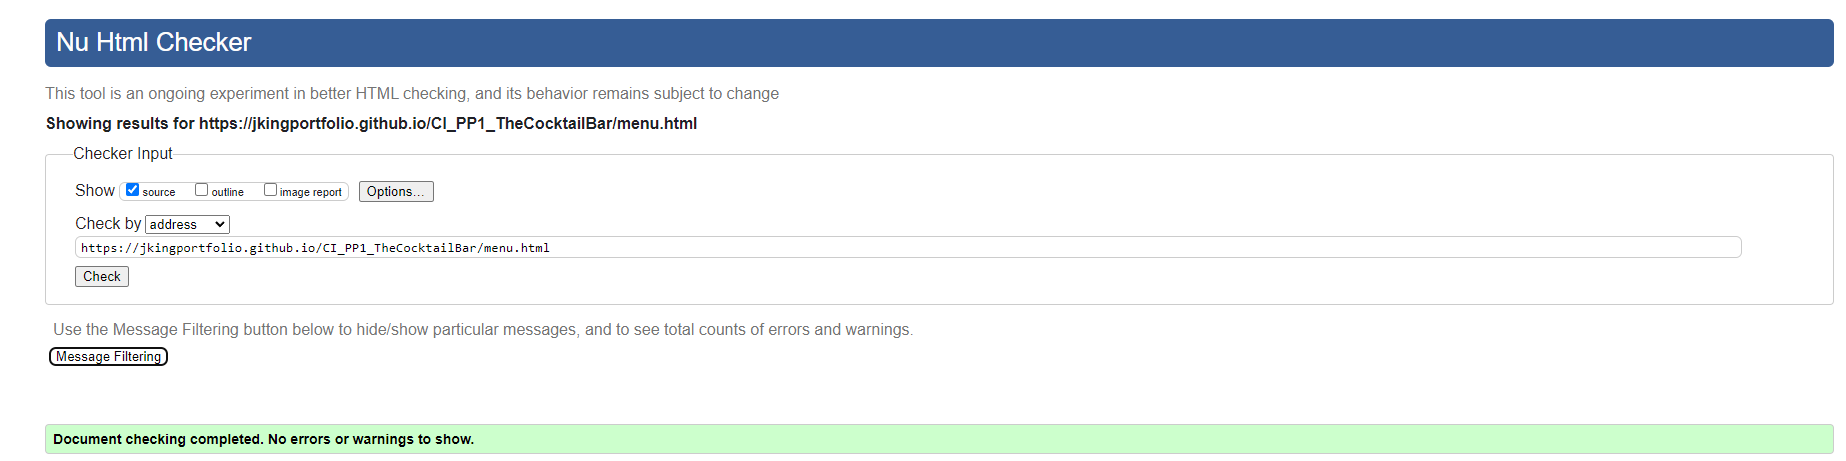 Nu Html Checker
This tool is an ongoing experiment in better HTML checking, and its behavior remains subject to change
Showing results for https://jkingportfolio.github.io/CI_PP1_TheCocktailBar/menu.html
Checker Input
Show source outline image report Options...
Check by address
https://jkingportfolio.github.io/CI_PP1_TheCocktailBar/menu.html
Check
Use the Message Filtering button below to hide/show particular messages, and to see total counts of errors and warnings.
Message Filtering
Document checking completed. No errors or warnings to show.